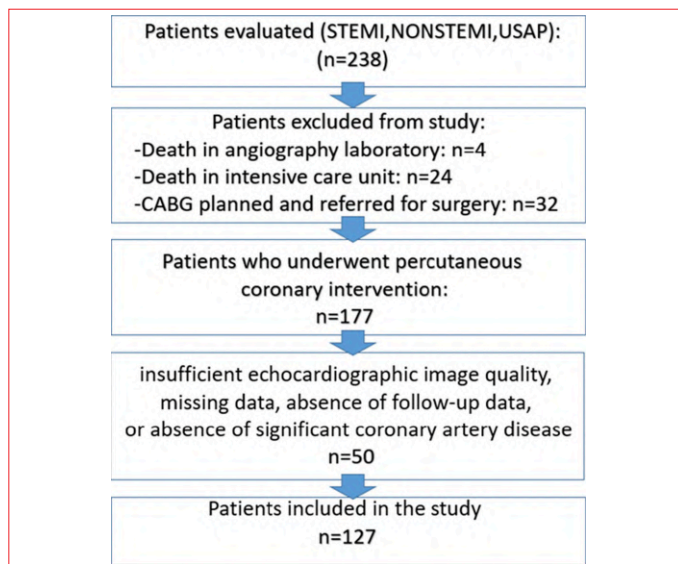 Patients evaluated (STEMI,NONSTEMI,USAP):
(n=238)
Patients excluded from study:
-Death in angiography laboratory: n=4
-Death in intensive care unit: n=24
-CABG planned and referred for surgery: n=32
Patients who underwent percutaneous
coronary intervention:
n=177
insufficient echocardiographic image quality,
missing data, absence of follow-up data,
or absence of significant coronary artery disease
n=50
Patients included in the study
n=127